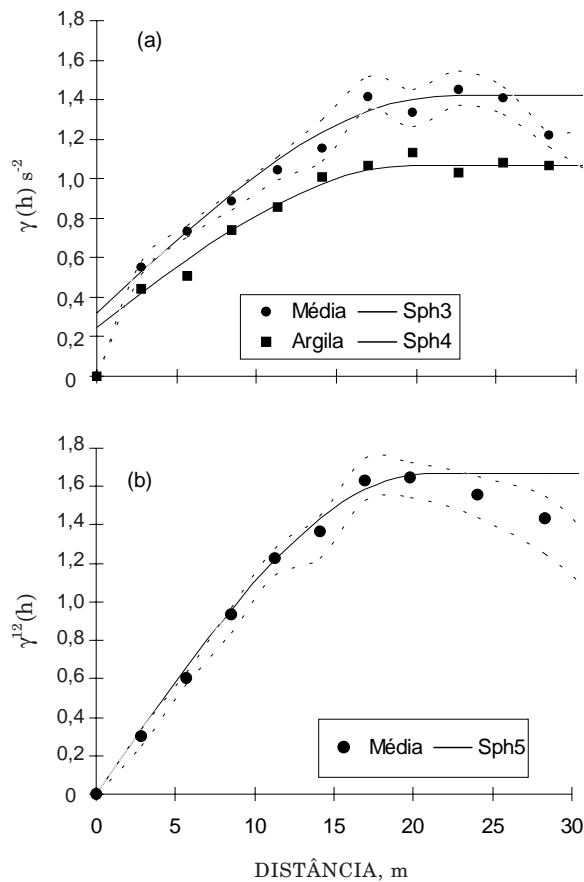 1,8
(a)
1,6
1,4
1,2
1,0
0,8
0,6
0,4
0,2
0
γ (h) s⁻²
Média Sph3
Argila Sph4
1,8
(b)
1,6
1,4
1,2
1,0
0,8
0,6
0,4
0,2
0
γ¹²(h)
Média Sph5
0 5 10 15 20 25 30
DISTÂNCIA, m